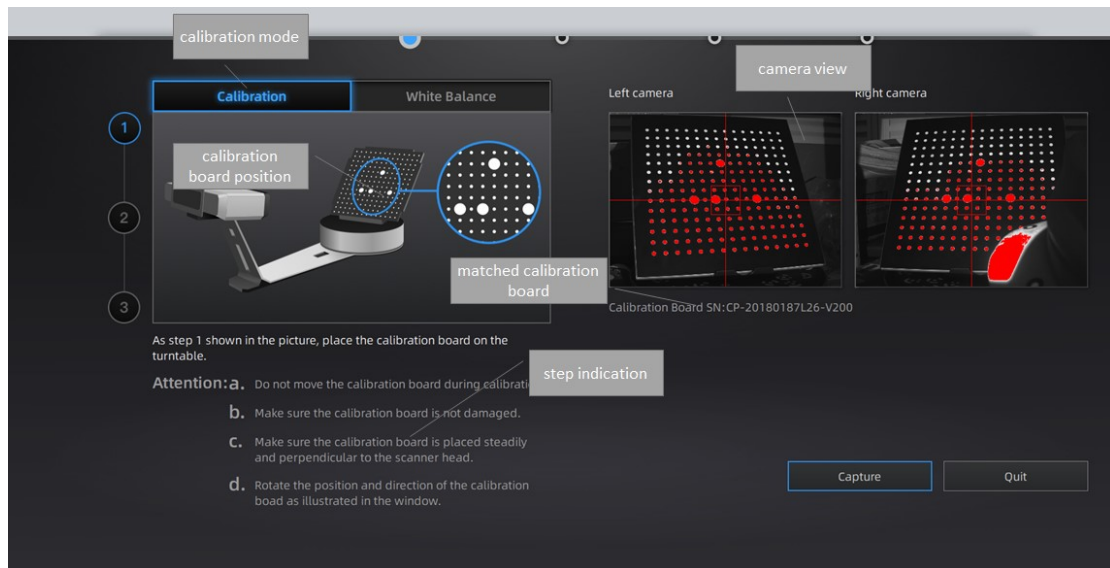 calibration mode
camera view
Calibration
White Balance
Left camera
Right camera
1
2
3
calibration
board position
matched calibration
board
Calibration Board SN:CP-20180187L26-V200
As step 1 shown in the picture, place the calibration board on the
turntable.
step indication
Attention: a. Do not move the calibration board during calibrati
b. Make sure the calibration board is not damaged.
c. Make sure the calibration board is placed steadily
and perpendicular to the scanner head.
d. Rotate the position and direction of the calibration
boad as illustrated in the window.
Capture
Quit